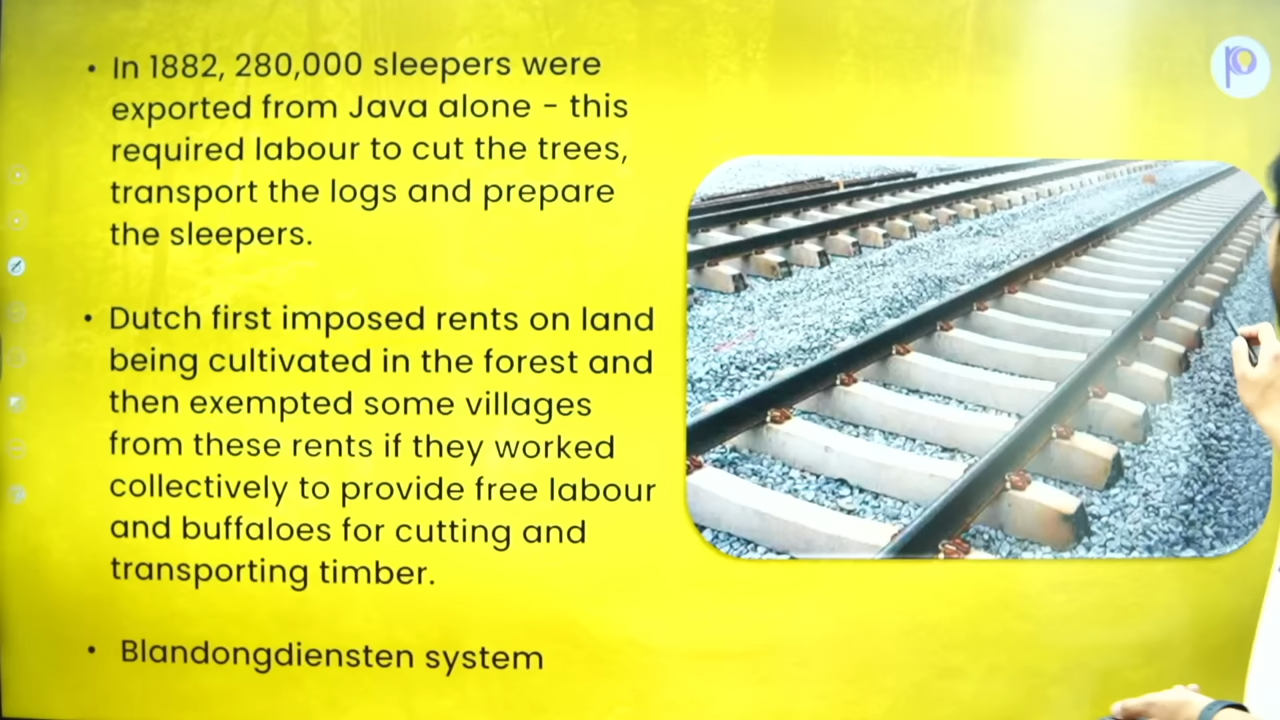 • In 1882, 280,000 sleepers were
exported from Java alone - this
required labour to cut the trees,
transport the logs and prepare
the sleepers.
• Dutch first imposed rents on land
being cultivated in the forest and
then exempted some villages
from these rents if they worked
collectively to provide free labour
and buffaloes for cutting and
transporting timber.
• Blandongdiensten system